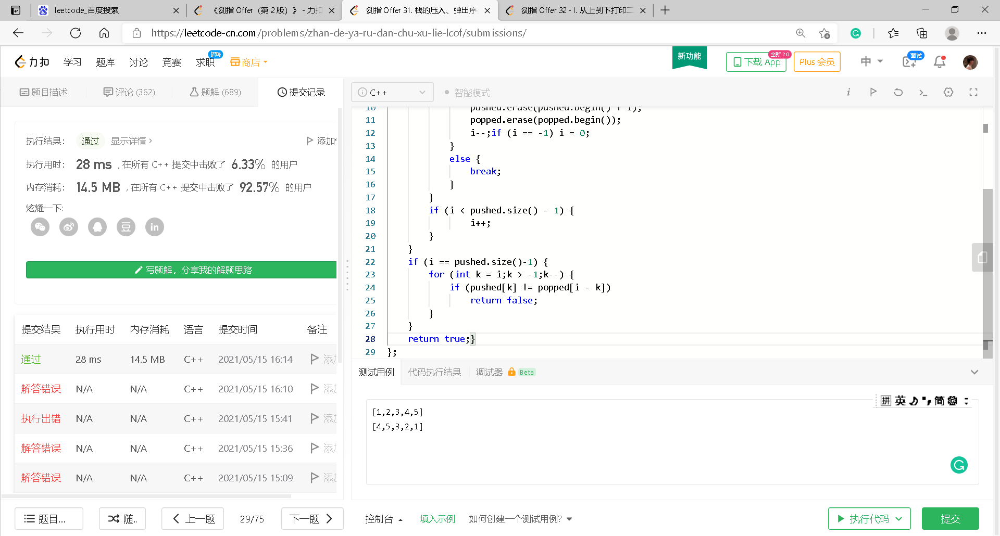 leetcode_百度搜索
《剑指 Offer（第 2 版）》 - 力扣
剑指 Offer 31. 栈的压入、弹出序
剑指 Offer 32 - I. 从上到下打印二
https://leetcode-cn.com/problems/zhan-de-ya-ru-dan-chu-xu-lie-lcof/submissions/
力扣 学习 题库 讨论 竞赛 求职 招聘 商店
新功能 下载 App 全新 2.0 Plus 会员 中 面试
题目描述 评论 (362) 题解 (689) 提交记录
C++ 智能模式
执行结果： 通过 显示详情 › 添加
执行用时： 28 ms , 在所有 C++ 提交中击败了 6.33% 的用户
内存消耗： 14.5 MB , 在所有 C++ 提交中击败了 92.57% 的用户
炫耀一下:
豆 in
写题解，分享我的解题思路
提交结果 执行用时 内存消耗 语言 提交时间 备注
通过 28 ms 14.5 MB C++ 2021/05/15 16:14 添加
解答错误 N/A N/A C++ 2021/05/15 16:10 添加
执行出错 N/A N/A C++ 2021/05/15 15:41 添加
解答错误 N/A N/A C++ 2021/05/15 15:36 添加
解答错误 N/A N/A C++ 2021/05/15 15:09 添加
10 pushed.erase(pushed.begin() + i);
11 popped.erase(popped.begin());
12 i--;if (i == -1) i = 0;
13 }
14 else {
15 break;
16 }
17 }
18 if (i < pushed.size() - 1) {
19 i++;
20 }
21 }
22 if (i == pushed.size()-1) {
23 for (int k = i;k > -1;k--) {
24 if (pushed[k] != popped[i - k])
25 return false;
26 }
27 }
28 return true;}
29 };
测试用例 代码执行结果 调试器 Beta
拼 英 简
[1,2,3,4,5]
[4,5,3,2,1]
题目... 随.. 上一题 29/75 下一题
控制台 填入示例 如何创建一个测试用例? 执行代码 提交